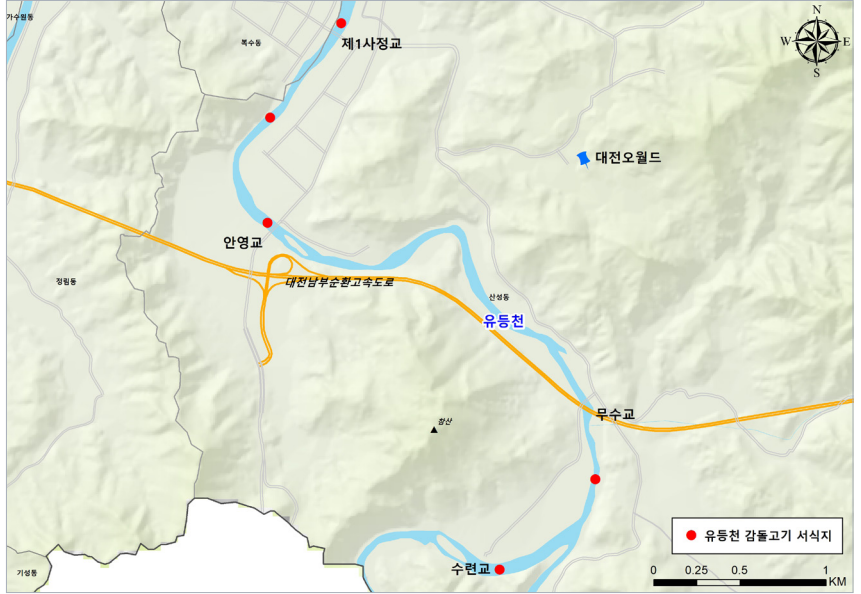 가수원동
복수동
제1사정교
N
W
E
S
대전오월드
안영교
정림동
대전남부순환고속도로
산성동
유등천
무수교
참산
유등천 감돌고기 서식지
수련교
기성동
0 0.25 0.5 1
KM